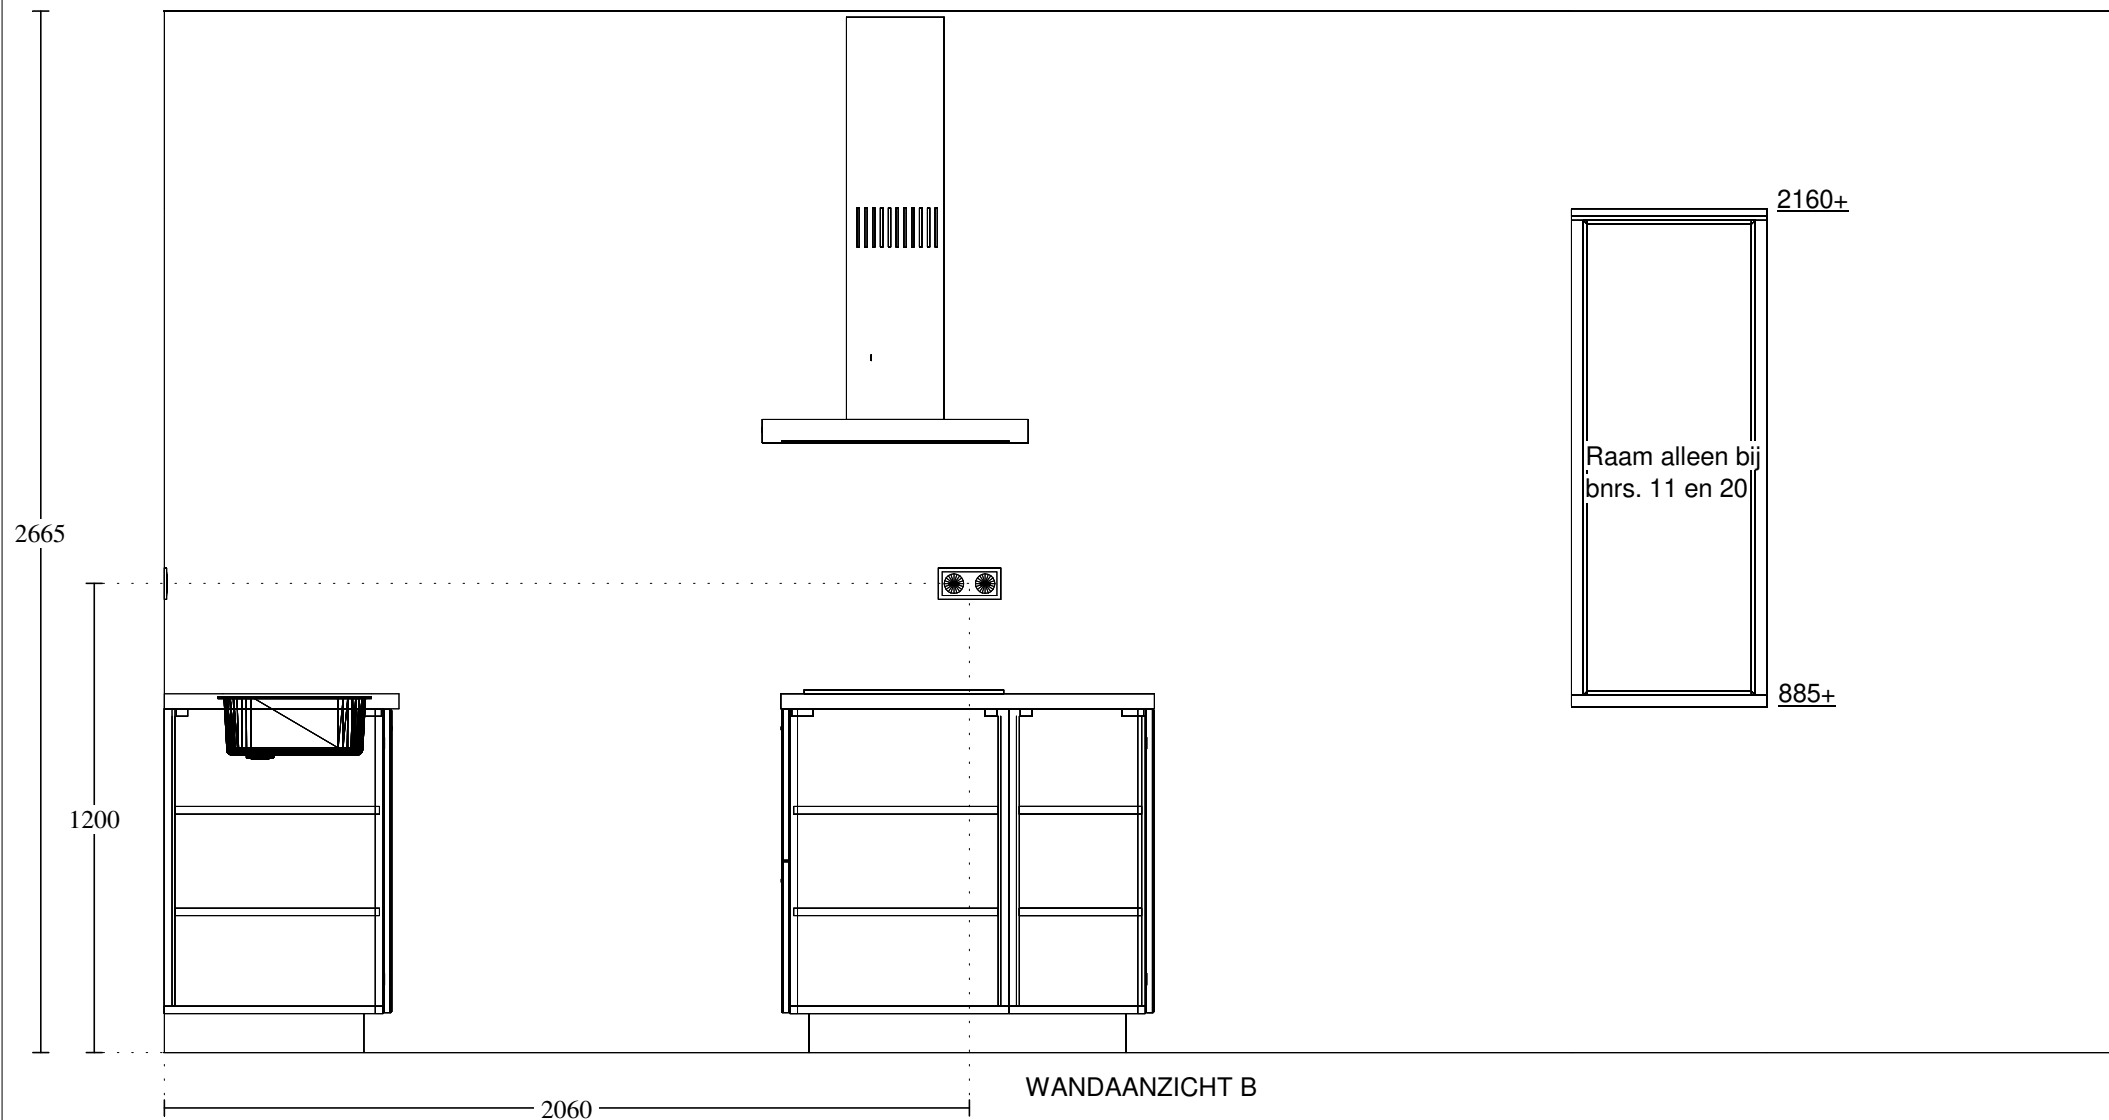 2160+
Raam alleen bij
bnrs. 11 en 20
2665
885+
1200
WANDAANZICHT B
2060